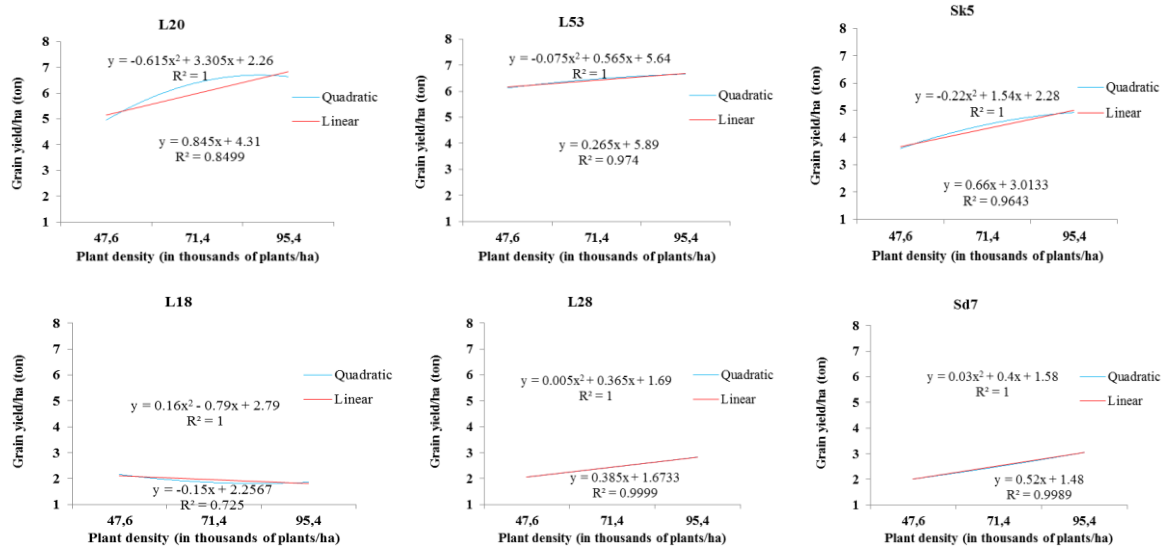 L20
Grain yield/ha (ton)
8
7
6
5
4
3
2
1
y = -0.615x² + 3.305x + 2.26
R² = 1
Quadratic
Linear
y = 0.845x + 4.31
R² = 0.8499
47,6 71,4 95,4
Plant density (in thousands of plants/ha)
L53
Grain yield/ha (ton)
8
7
6
5
4
3
2
1
y = -0.075x² + 0.565x + 5.64
R² = 1
Quadratic
Linear
y = 0.265x + 5.89
R² = 0.974
47,6 71,4 95,4
Plant density (in thousands of plants/ha)
Sk5
Grain yield/ha (ton)
8
7
6
5
4
3
2
1
y = -0.22x² + 1.54x + 2.28
R² = 1
Quadratic
Linear
y = 0.66x + 3.0133
R² = 0.9643
47,6 71,4 95,4
Plant density (in thousands of plants/ha)
L18
Grain yield/ha (ton)
8
7
6
5
4
3
2
1
Quadratic
Linear
y = 0.16x² - 0.79x + 2.79
R² = 1
y = -0.15x + 2.2567
R² = 0.725
47,6 71,4 95,4
Plant density (in thousands of plants/ha)
L28
Grain yield/ha (ton)
8
7
6
5
4
3
2
1
y = 0.005x² + 0.365x + 1.69
R² = 1
Quadratic
Linear
y = 0.385x + 1.6733
R² = 0.9999
47,6 71,4 95,4
Plant density (in thousands of plants/ha)
Sd7
Grain yield/ha (ton)
8
7
6
5
4
3
2
1
y = 0.03x² + 0.4x + 1.58
R² = 1
Quadratic
Linear
y = 0.52x + 1.48
R² = 0.9989
47,6 71,4 95,4
Plant density (in thousands of plants/ha)